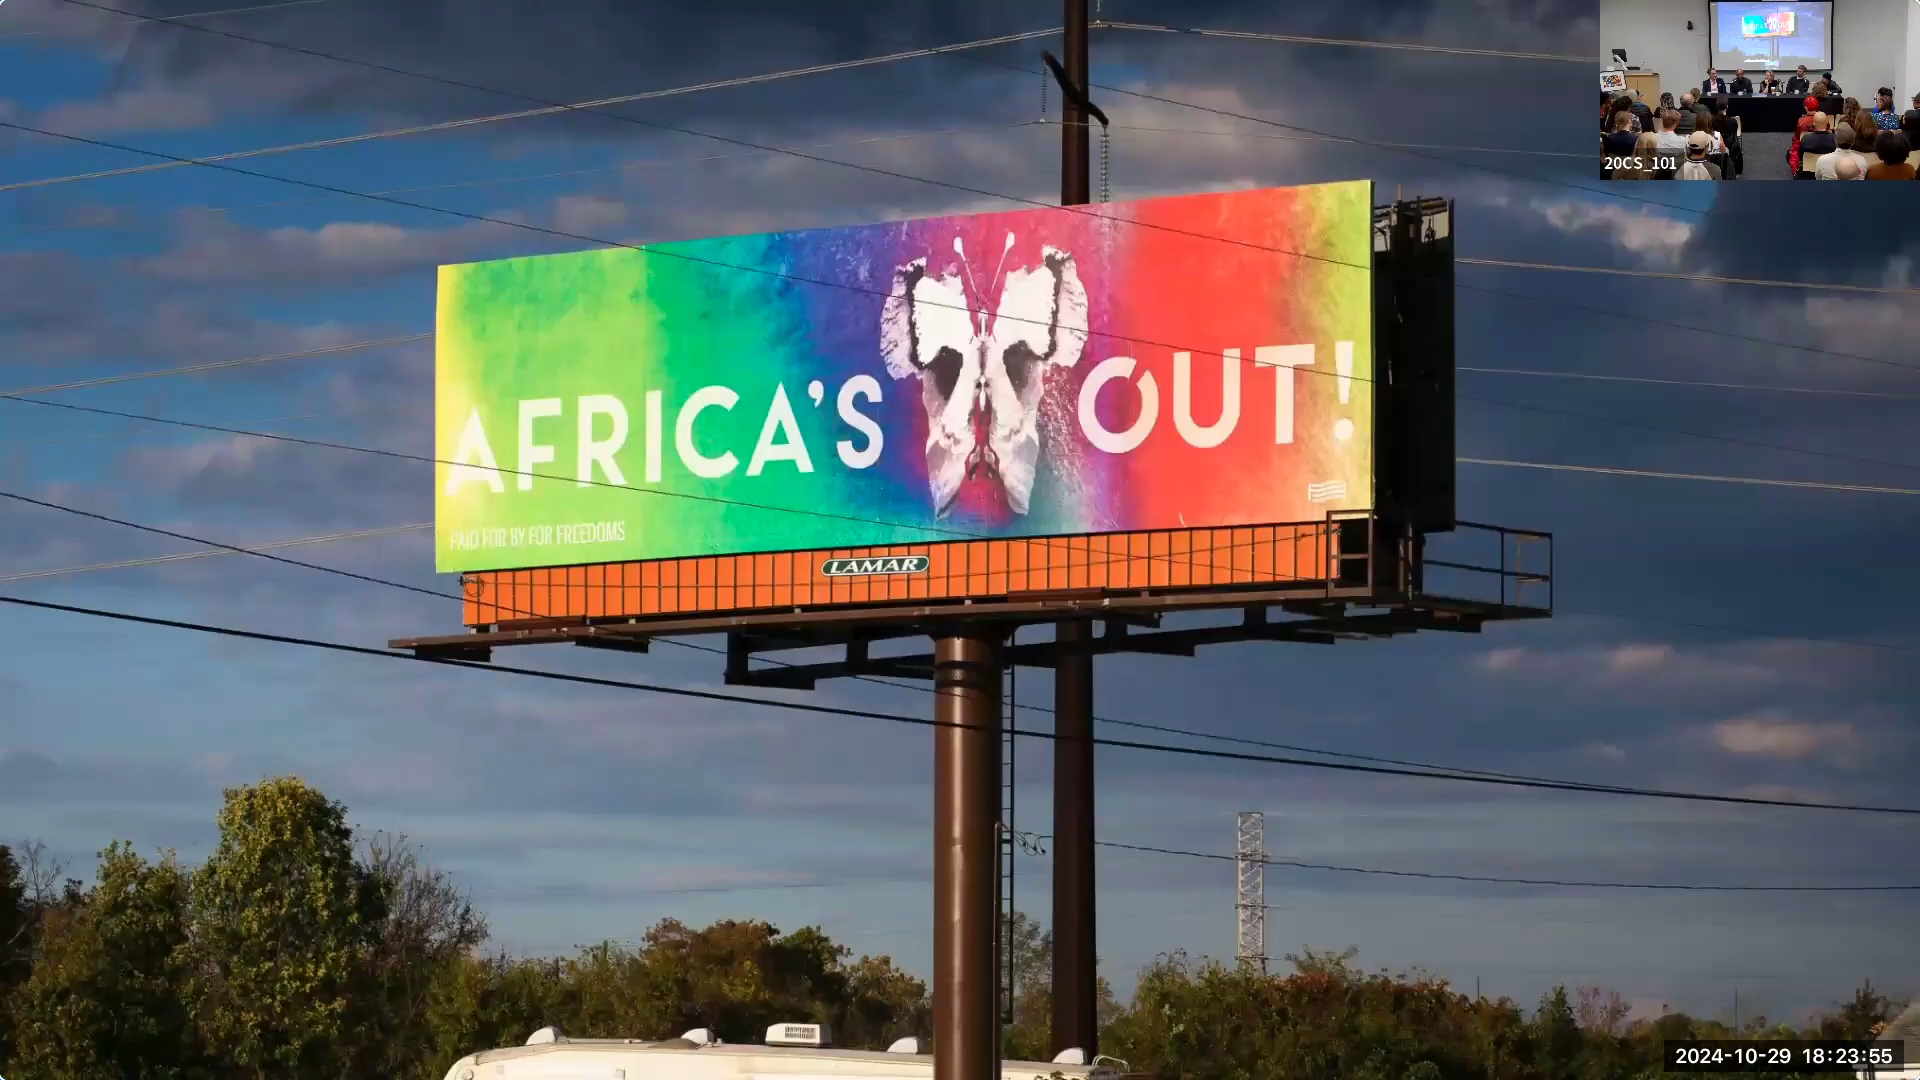 20CS_101
AFRICA'S OUT!
PAID FOR BY FOR FREEDOMS
LAMAR
2024-10-29 18:23:55